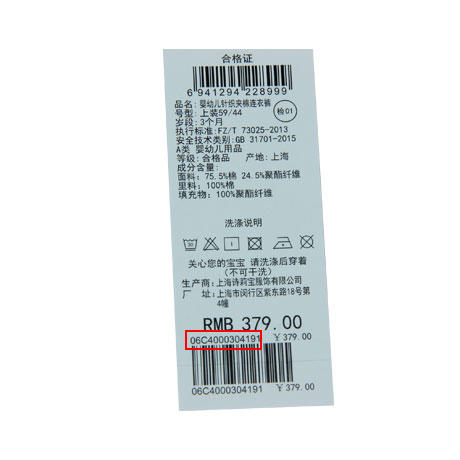 合格证
6 941294 228999
品名: 婴幼儿针织夹棉连衣裤
号型: 上装59/44
检01
岁段: 3个月
执行标准: FZ/T 73025-2013
安全技术类别: GB 31701-2015
A类 婴幼儿用品
等级: 合格品 产地: 上海
成分含量:
面料: 75.5%棉 24.5%聚酯纤维
里料: 100%棉
填充物: 100%聚酯纤维
洗涤说明
关心您的宝宝 请洗涤后穿着
(不可干洗)
生产商: 上海诗莉宝服饰有限公司
厂 址: 上海市闵行区紫东路18号第
4幢
RMB 379.00
06C4000304191 ¥379.00
06C4000304191 ¥379.00